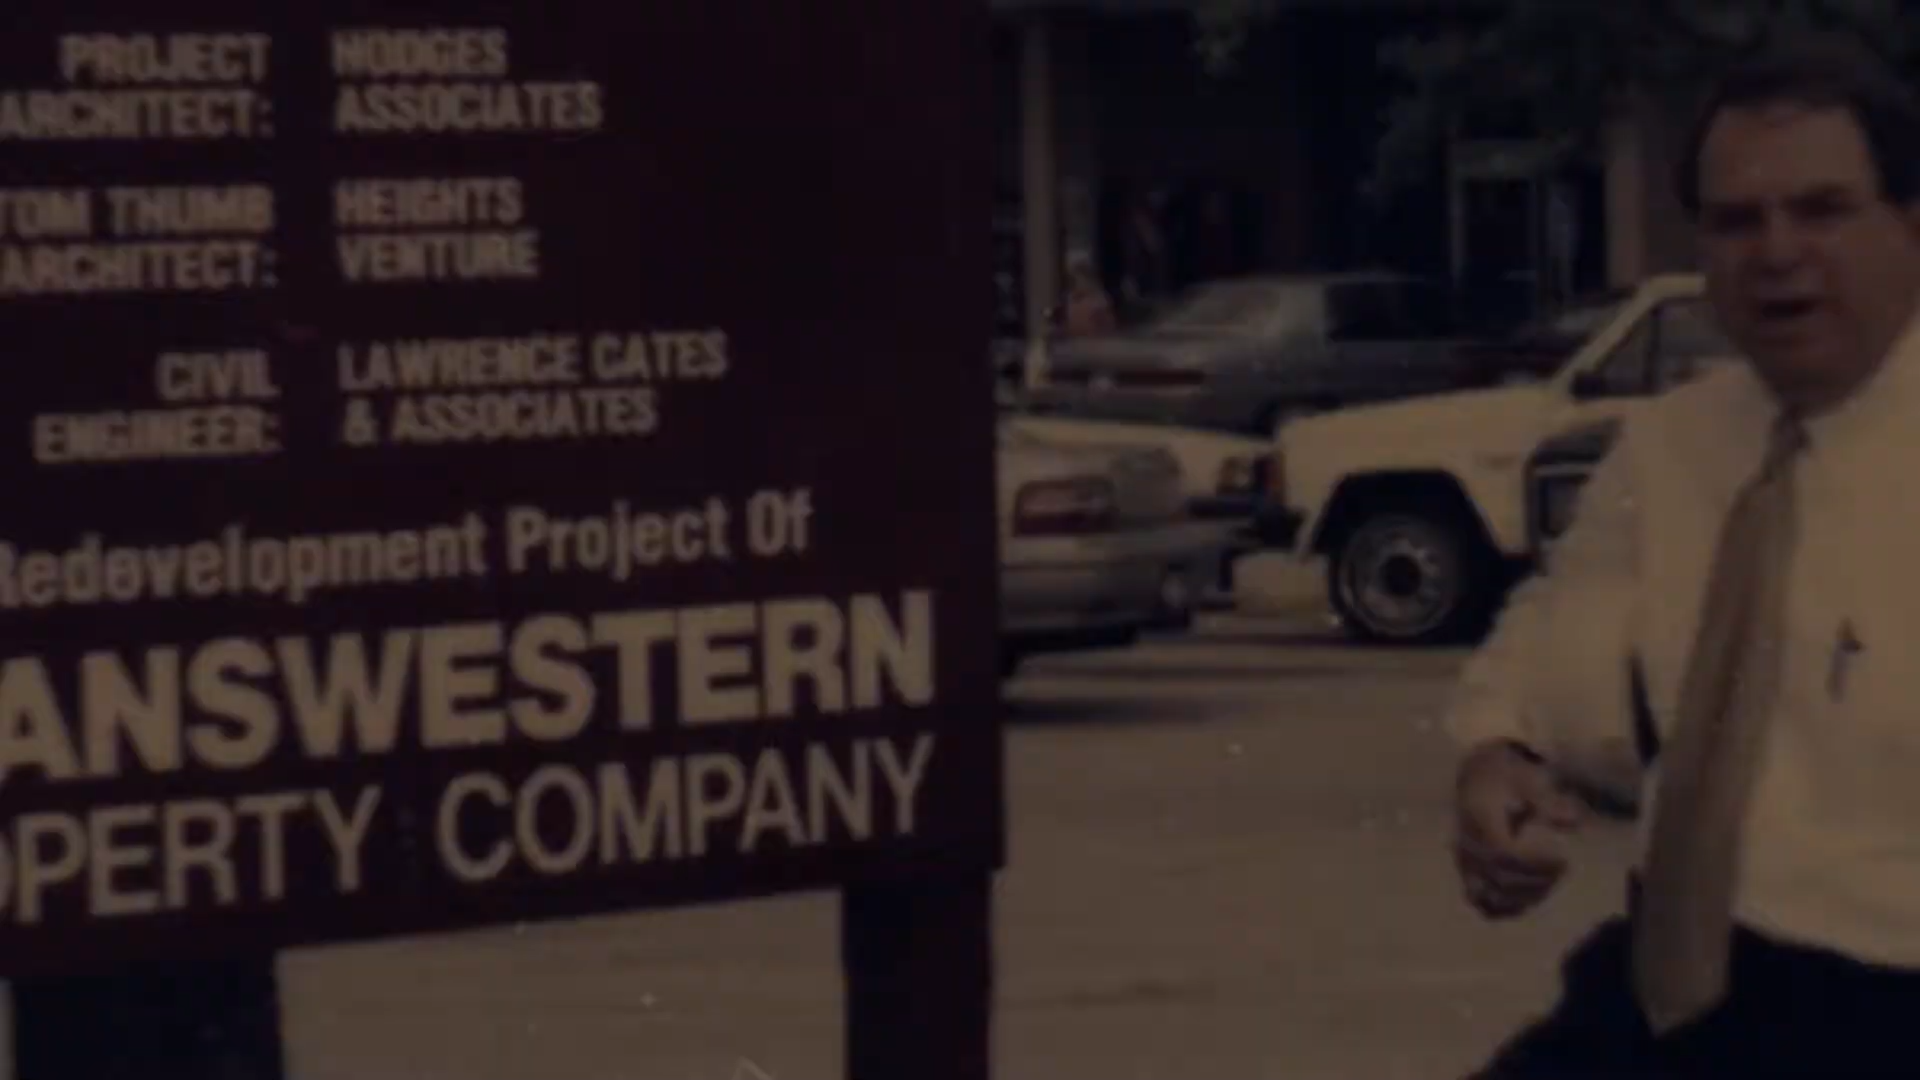 PROJECT HODGES
ARCHITECT: ASSOCIATES
TOM THUMB HEIGHTS
ARCHITECT: VENTURE
CIVIL LAWRENCE CATES
ENGINEER: & ASSOCIATES
Redevelopment Project Of
ANSWESTERN
OPERTY COMPANY